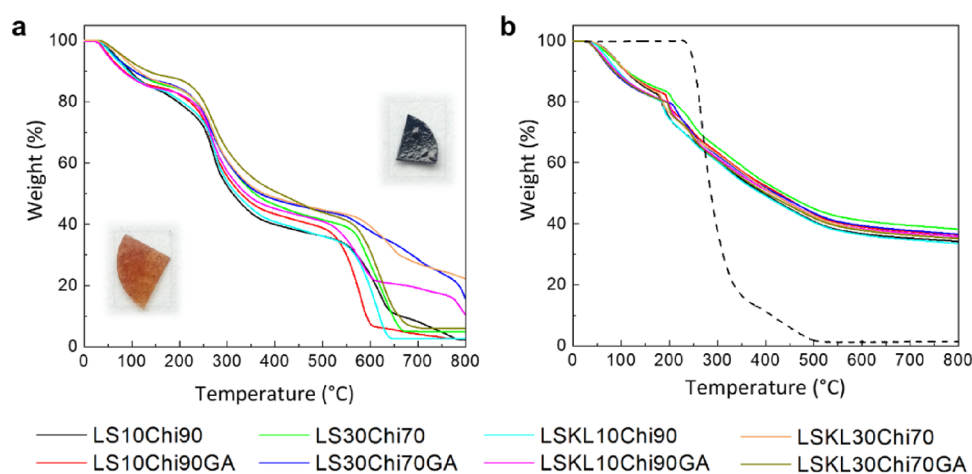 a
b
100
80
60
40
20
0
Weight (%)
0 100 200 300 400 500 600 700 800
Temperature (°C)
100
80
60
40
20
0
Weight (%)
0 100 200 300 400 500 600 700 800
Temperature (°C)
LS10Chi90 LS30Chi70 LSKL10Chi90 LSKL30Chi70
LS10Chi90GA LS30Chi70GA LSKL10Chi90GA LSKL30Chi70GA